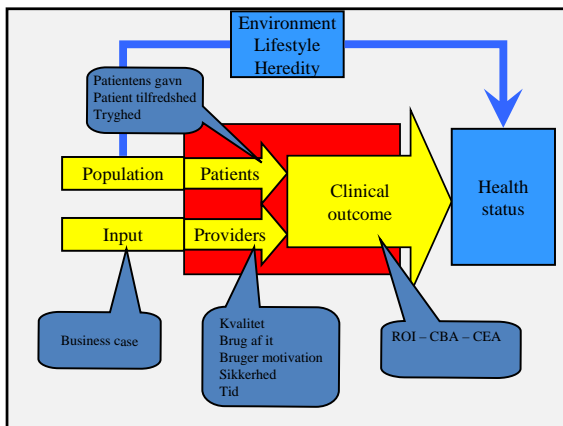 Environment
Lifestyle
Heredity
Patientens gavn
Patient tilfredshed
Tryghed
Population
Patients
Clinical
outcome
Health
status
Input
Providers
Business case
Kvalitet
Brug af it
Bruger motivation
Sikkerhed
Tid
ROI – CBA – CEA